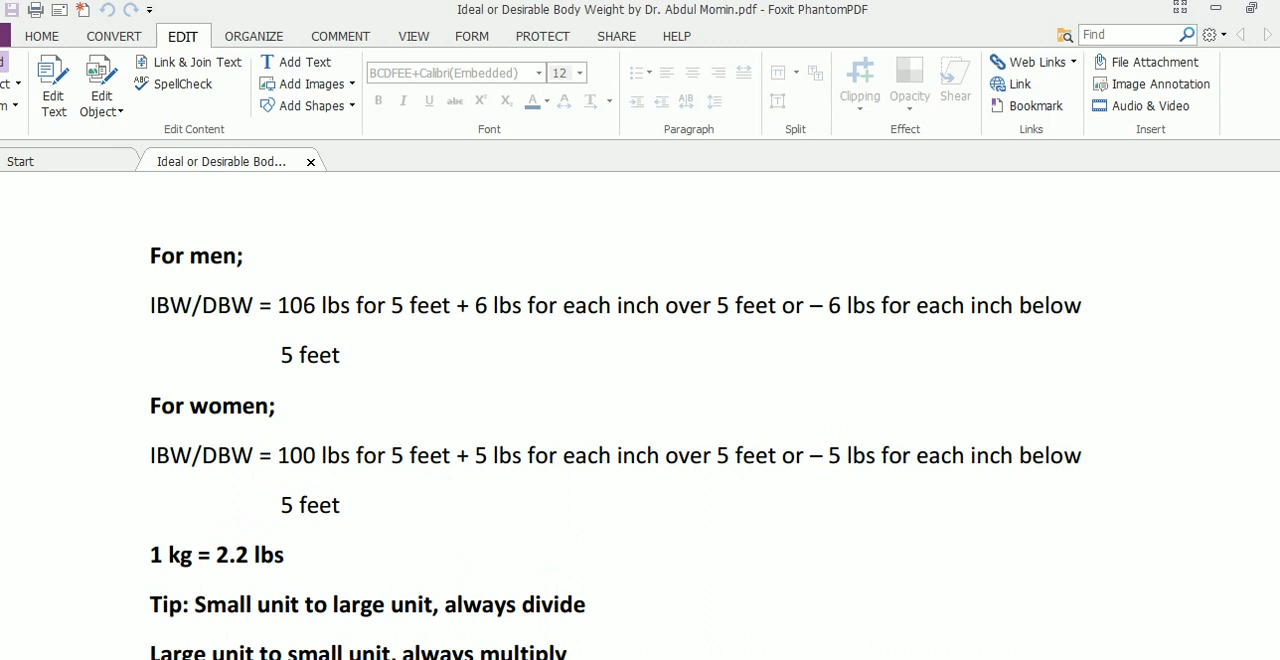 Ideal or Desirable Body Weight by Dr. Abdul Momin.pdf - Foxit PhantomPDF
HOME CONVERT EDIT ORGANIZE COMMENT VIEW FORM PROTECT SHARE HELP Find
Edit Text
Edit Object
Link & Join Text
SpellCheck
Add Text
Add Images
Add Shapes
Edit Content
BCDFEE+Calibri(Embedded) 12
B I U abc X² X₂ A A T
Font
Paragraph
Split
Clipping
Opacity
Shear
Effect
Web Links
Link
Bookmark
Links
File Attachment
Image Annotation
Audio & Video
Insert
Start
Ideal or Desirable Bod... ×
For men;
IBW/DBW = 106 lbs for 5 feet + 6 lbs for each inch over 5 feet or – 6 lbs for each inch below
5 feet
For women;
IBW/DBW = 100 lbs for 5 feet + 5 lbs for each inch over 5 feet or – 5 lbs for each inch below
5 feet
1 kg = 2.2 lbs
Tip: Small unit to large unit, always divide
Large unit to small unit, always multiply